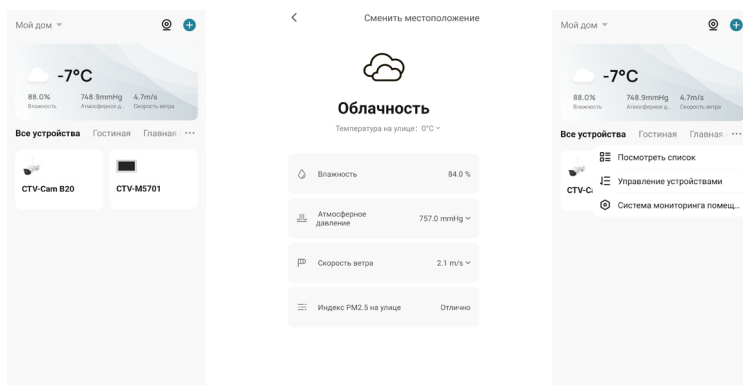 Мой дом
-7°C
88.0% 748.9mmHg 4.7m/s
Влажность Атмосферное д.. Скорость ветра
Все устройства Гостиная Главная
CTV-Cam B20 CTV-M5701
Сменить местоположение
Облачность
Температура на улице: 0°C
Влажность 84.0 %
Атмосферное
давление
757.0 mmHg
Скорость ветра 2.1 m/s
Индекс PM2.5 на улице Отлично
Мой дом
-7°C
88.0% 748.9mmHg 4.7m/s
Влажность Атмосферное д.. Скорость ветра
Все устройства Гостиная Главная
Посмотреть список
CTV-Ca
Управление устройствами
Система мониторинга помещ...